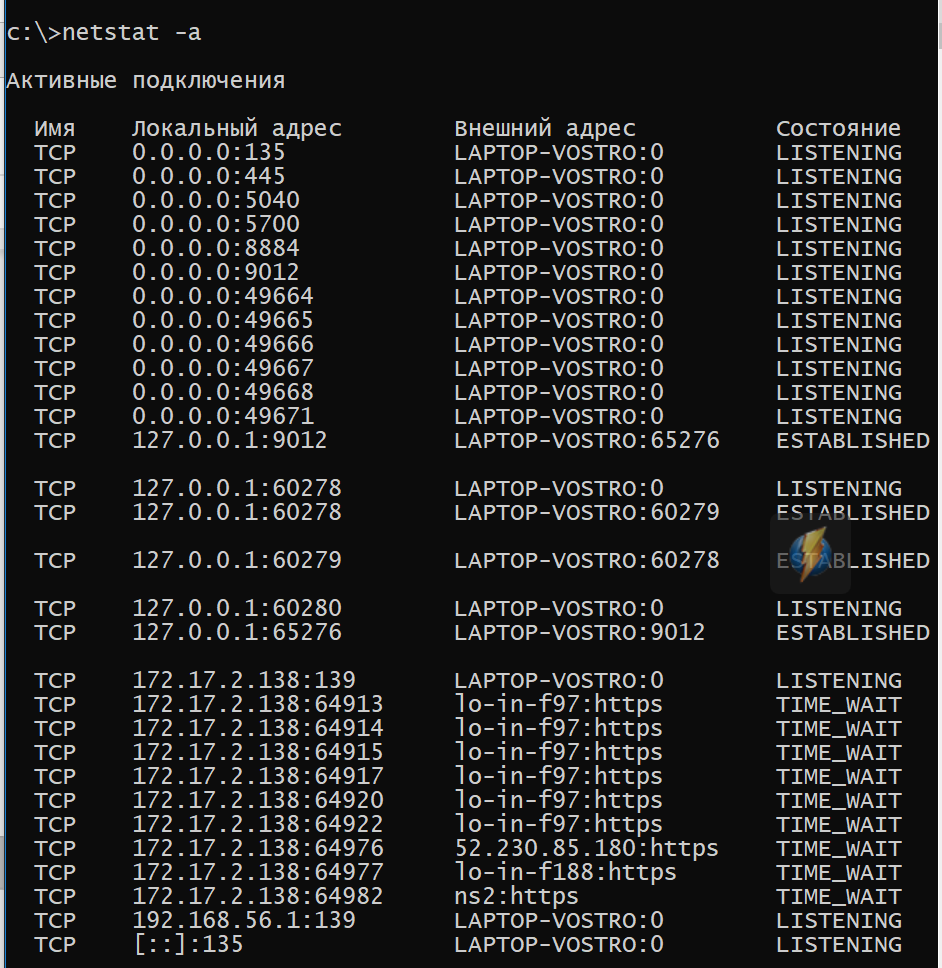 c:\>netstat -a
Активные подключения
Имя Локальный адрес Внешний адрес Состояние
TCP 0.0.0.0:135 LAPTOP-VOSTRO:0 LISTENING
TCP 0.0.0.0:445 LAPTOP-VOSTRO:0 LISTENING
TCP 0.0.0.0:5040 LAPTOP-VOSTRO:0 LISTENING
TCP 0.0.0.0:5700 LAPTOP-VOSTRO:0 LISTENING
TCP 0.0.0.0:8884 LAPTOP-VOSTRO:0 LISTENING
TCP 0.0.0.0:9012 LAPTOP-VOSTRO:0 LISTENING
TCP 0.0.0.0:49664 LAPTOP-VOSTRO:0 LISTENING
TCP 0.0.0.0:49665 LAPTOP-VOSTRO:0 LISTENING
TCP 0.0.0.0:49666 LAPTOP-VOSTRO:0 LISTENING
TCP 0.0.0.0:49667 LAPTOP-VOSTRO:0 LISTENING
TCP 0.0.0.0:49668 LAPTOP-VOSTRO:0 LISTENING
TCP 0.0.0.0:49671 LAPTOP-VOSTRO:0 LISTENING
TCP 127.0.0.1:9012 LAPTOP-VOSTRO:65276 ESTABLISHED
TCP 127.0.0.1:60278 LAPTOP-VOSTRO:0 LISTENING
TCP 127.0.0.1:60278 LAPTOP-VOSTRO:60279 ESTABLISHED
TCP 127.0.0.1:60279 LAPTOP-VOSTRO:60278 ESTABLISHED
TCP 127.0.0.1:60280 LAPTOP-VOSTRO:0 LISTENING
TCP 127.0.0.1:65276 LAPTOP-VOSTRO:9012 ESTABLISHED
TCP 172.17.2.138:139 LAPTOP-VOSTRO:0 LISTENING
TCP 172.17.2.138:64913 lo-in-f97:https TIME_WAIT
TCP 172.17.2.138:64914 lo-in-f97:https TIME_WAIT
TCP 172.17.2.138:64915 lo-in-f97:https TIME_WAIT
TCP 172.17.2.138:64917 lo-in-f97:https TIME_WAIT
TCP 172.17.2.138:64920 lo-in-f97:https TIME_WAIT
TCP 172.17.2.138:64922 lo-in-f97:https TIME_WAIT
TCP 172.17.2.138:64976 52.230.85.180:https TIME_WAIT
TCP 172.17.2.138:64977 lo-in-f188:https TIME_WAIT
TCP 172.17.2.138:64982 ns2:https TIME_WAIT
TCP 192.168.56.1:139 LAPTOP-VOSTRO:0 LISTENING
TCP [::]:135 LAPTOP-VOSTRO:0 LISTENING